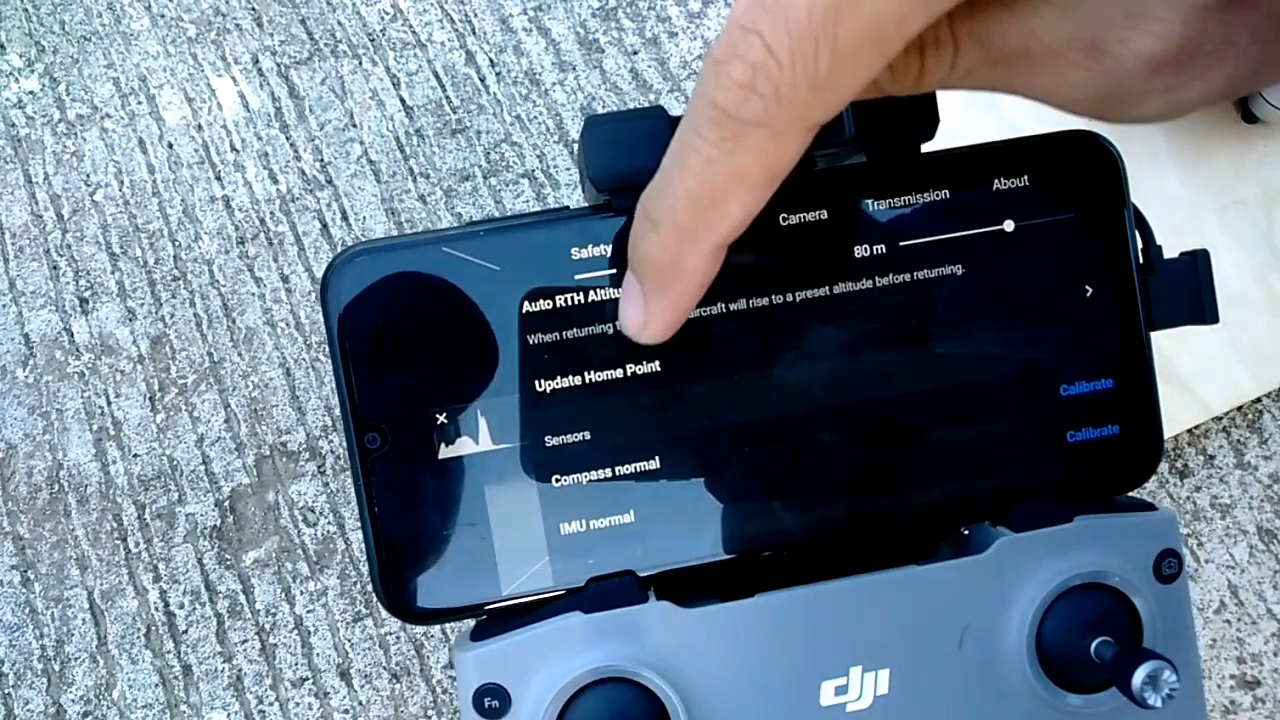 Safety
Camera
Transmission
About
Auto RTH
80 m
When returning
aircraft will rise to a preset altitude before returning.
Update Home Point
Sensors
Compass normal
Calibrate
IMU normal
Calibrate
Fn
dji